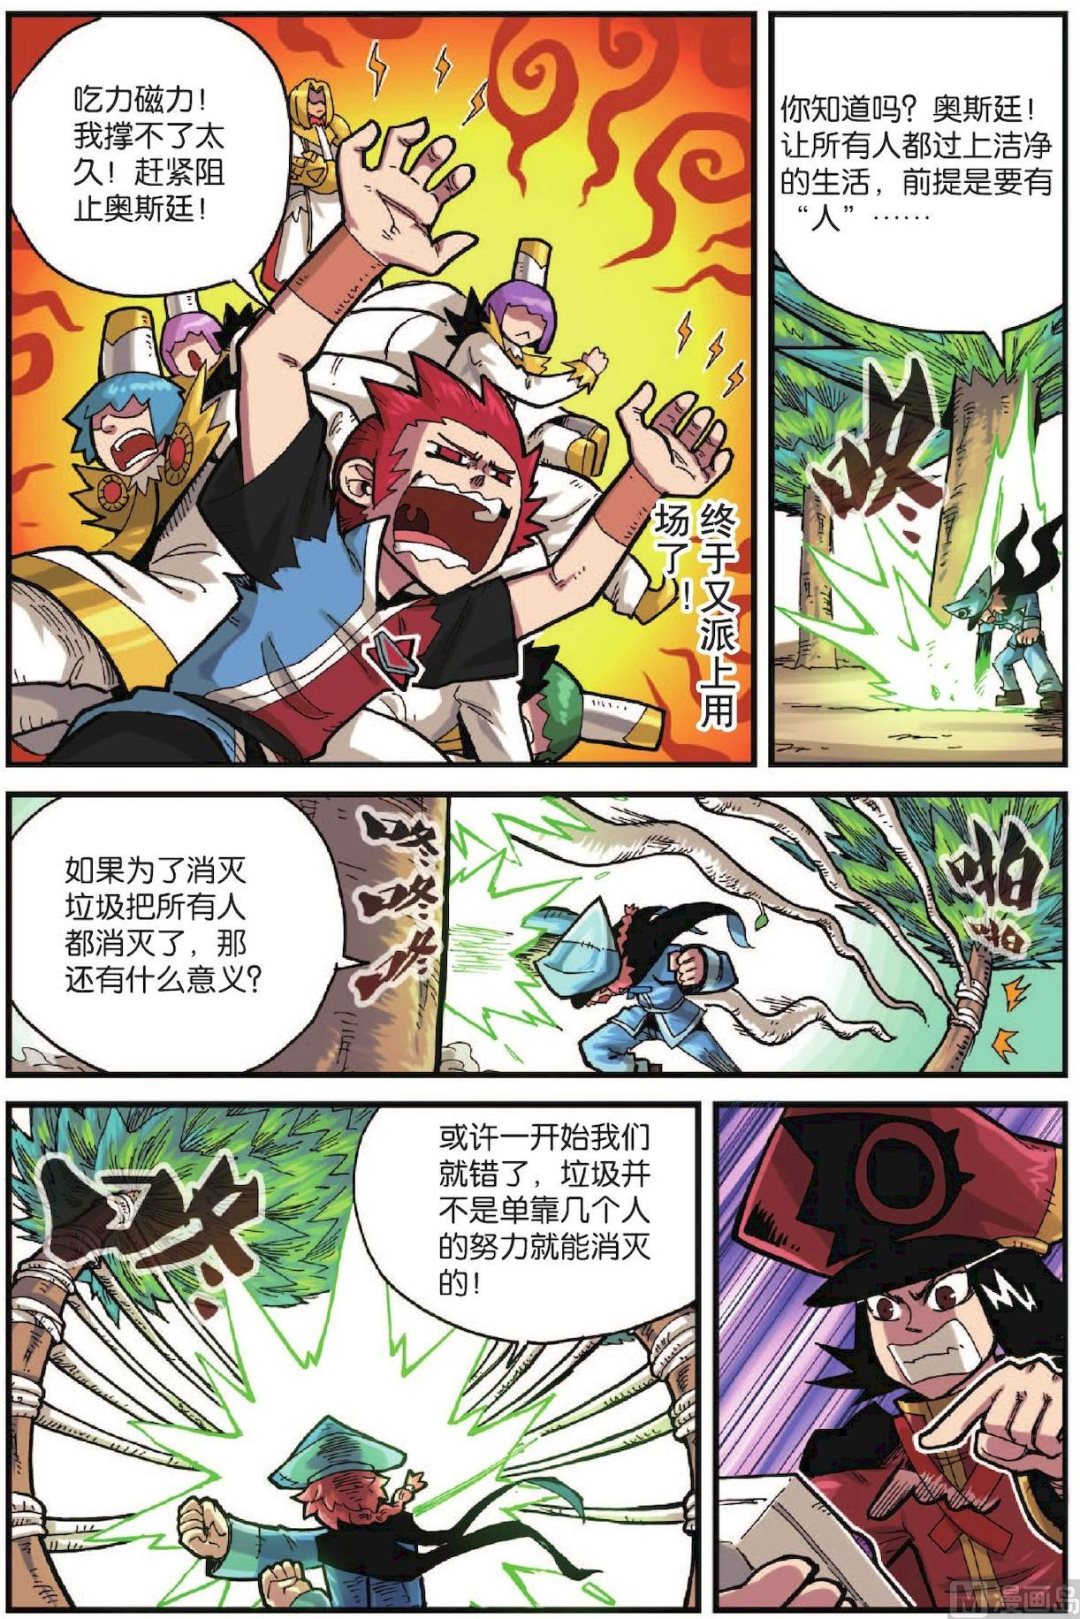 吃力磁力！
我撑不了太
久！赶紧阻
止奥斯廷！
终于又派上用
场了！
你知道吗？奥斯廷！
让所有人都过上洁净
的生活，前提是要有
“人”……
咚
如果为了消灭
垃圾把所有人
都消灭了，那
还有什么意义？
咚
咚
咚
啪
啪
咚
或许一开始我们
就错了，垃圾并
不是单靠几个人
的努力就能消灭
的！
M漫画岛